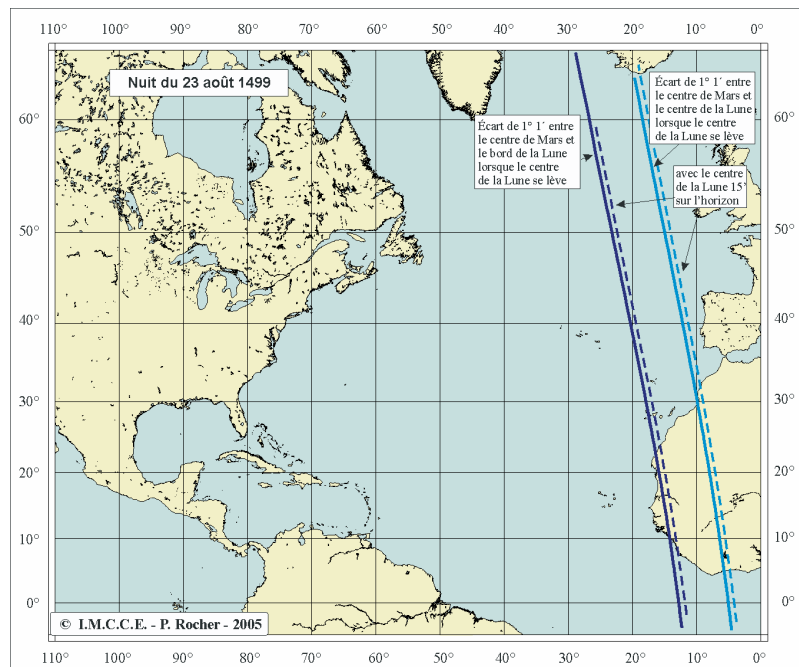 110° 100° 90° 80° 70° 60° 50° 40° 30° 20° 10° 0°
Nuit du 23 août 1499
Écart de 1° 1´ entre
le centre de Mars et
le centre de la Lune
lorsque le centre
de la Lune se lève
60° 60°
Écart de 1° 1´ entre
le centre de Mars et
le bord de la Lune
lorsque le centre
de la Lune se lève
avec le centre
de la Lune 15'
sur l'horizon
50° 50°
40° 40°
30° 30°
20° 20°
10° 10°
0° 0°
© I.M.C.C.E. - P. Rocher - 2005
110° 100° 90° 80° 70° 60° 50° 40° 30° 20° 10° 0°